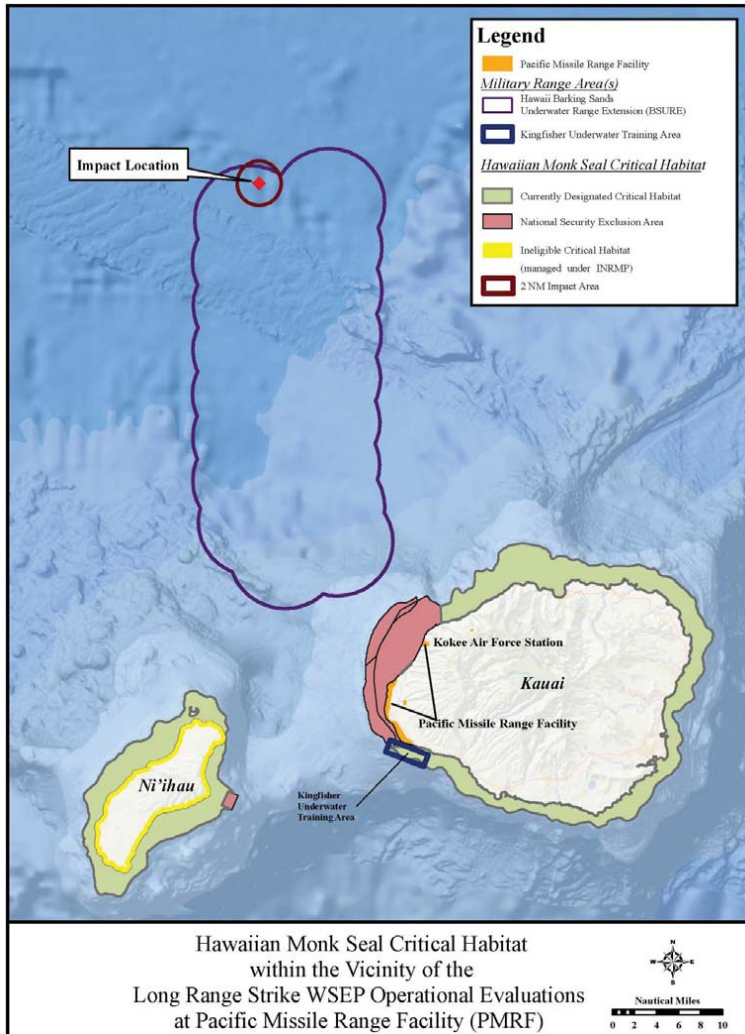 Legend
Pacific Missile Range Facility
Military Range Area(s)
Hawaii Barking Sands
Underwater Range Extension (BSURE)
Kingfisher Underwater Training Area
Hawaiian Monk Seal Critical Habitat
Currently Designated Critical Habitat
National Security Exclusion Area
Ineligible Critical Habitat
(managed under INRMP)
2 NM Impact Area
Impact Location
Kokee Air Force Station
Kauai
Pacific Missile Range Facility
Ni'ihau
Kingfisher
Underwater
Training Area
Hawaiian Monk Seal Critical Habitat
within the Vicinity of the
Long Range Strike WSEP Operational Evaluations
at Pacific Missile Range Facility (PMRF)
N
W E
S
Nautical Miles
0 5 10